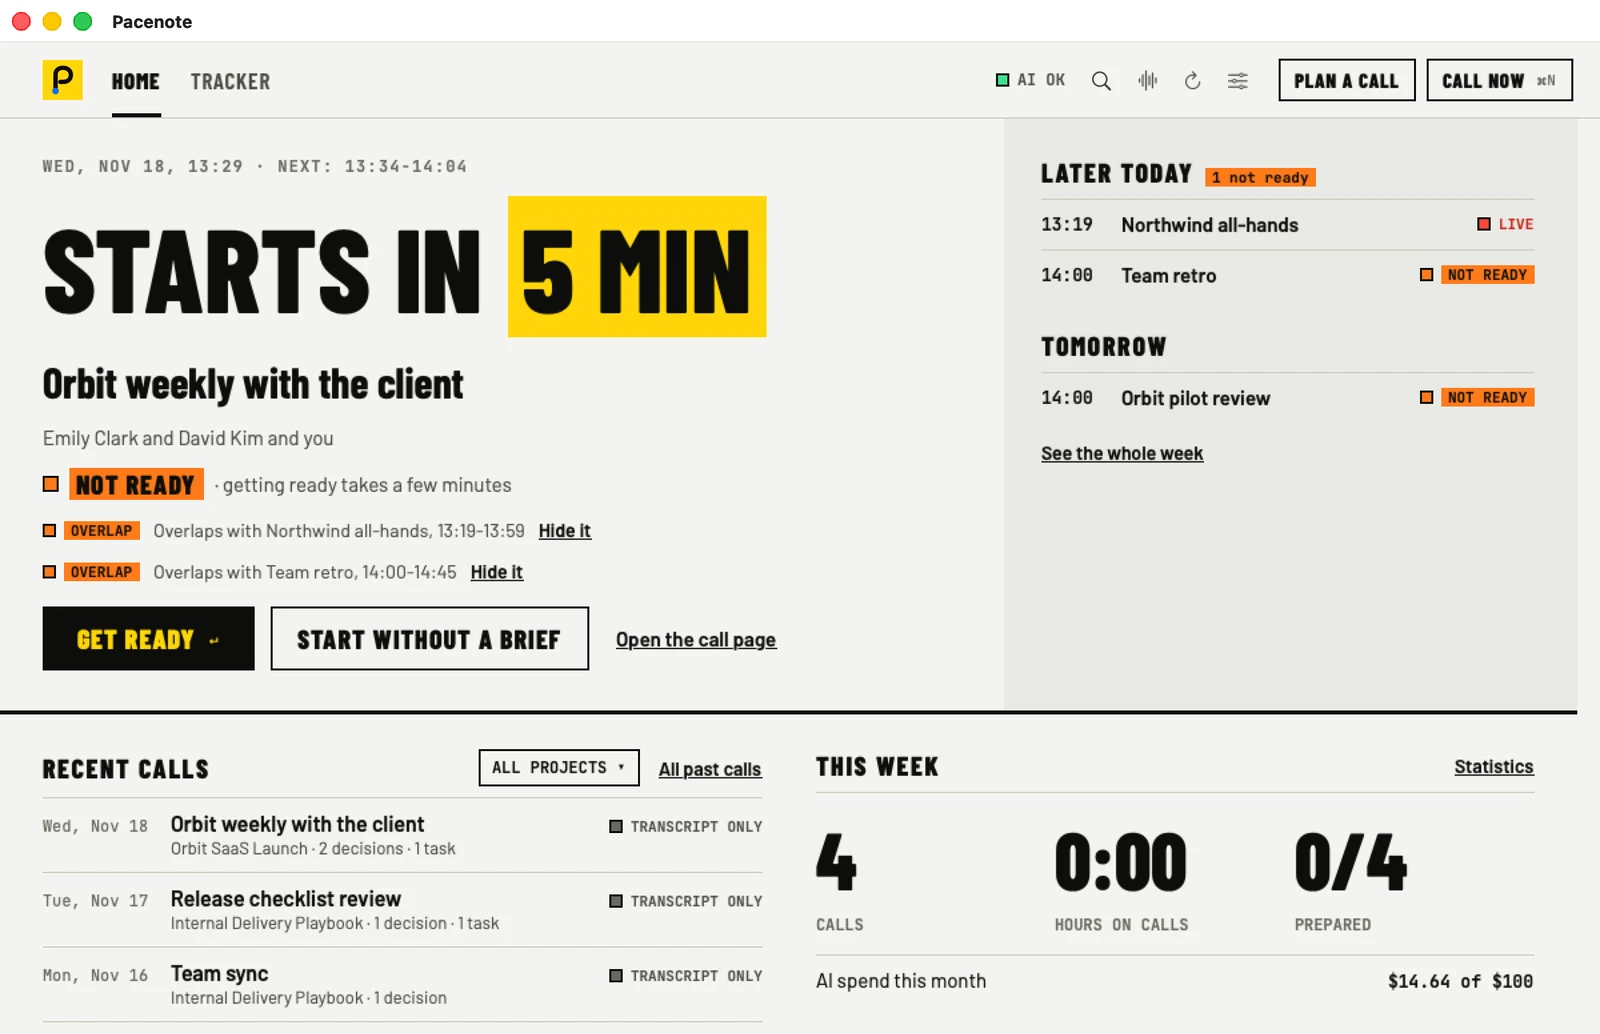 Pacenote
HOME TRACKER
AI OK
PLAN A CALL
CALL NOW ⌘N
WED, NOV 18, 13:29 · NEXT: 13:34-14:04
STARTS IN 5 MIN
Orbit weekly with the client
Emily Clark and David Kim and you
NOT READY · getting ready takes a few minutes
OVERLAP Overlaps with Northwind all-hands, 13:19-13:59 Hide it
OVERLAP Overlaps with Team retro, 14:00-14:45 Hide it
GET READY ↵
START WITHOUT A BRIEF
Open the call page
LATER TODAY 1 not ready
13:19 Northwind all-hands LIVE
14:00 Team retro NOT READY
TOMORROW
14:00 Orbit pilot review NOT READY
See the whole week
RECENT CALLS ALL PROJECTS ▾ All past calls
Wed, Nov 18 Orbit weekly with the client TRANSCRIPT ONLY
Orbit SaaS Launch · 2 decisions · 1 task
Tue, Nov 17 Release checklist review TRANSCRIPT ONLY
Internal Delivery Playbook · 1 decision · 1 task
Mon, Nov 16 Team sync TRANSCRIPT ONLY
Internal Delivery Playbook · 1 decision
THIS WEEK Statistics
4 0:00 0/4
CALLS HOURS ON CALLS PREPARED
AI spend this month $14.64 of $100